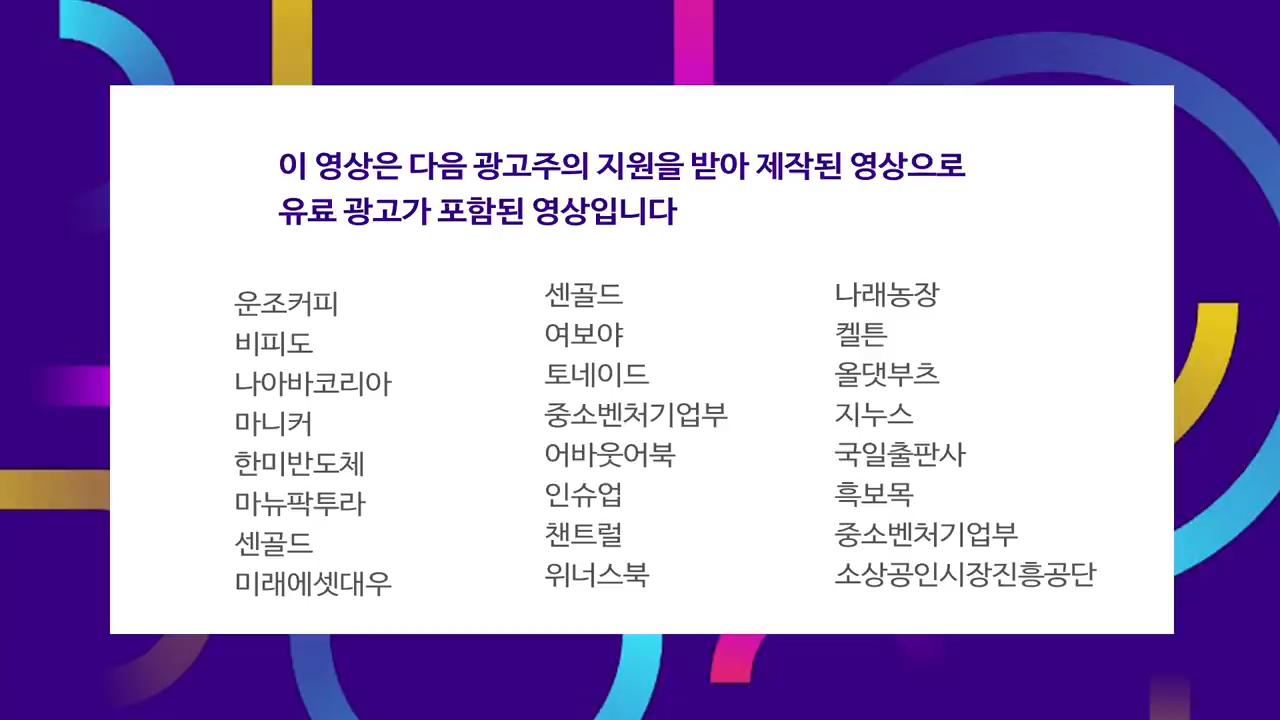 이 영상은 다음 광고주의 지원을 받아 제작된 영상으로
유료 광고가 포함된 영상입니다
운조커피
비피도
나아바코리아
마니커
한미반도체
마뉴팍투라
센골드
미래에셋대우
센골드
여보야
토네이드
중소벤처기업부
어바웃어북
인슈업
챈트럴
위너스북
나래농장
켈튼
올댓부츠
지누스
국일출판사
흑보목
중소벤처기업부
소상공인시장진흥공단